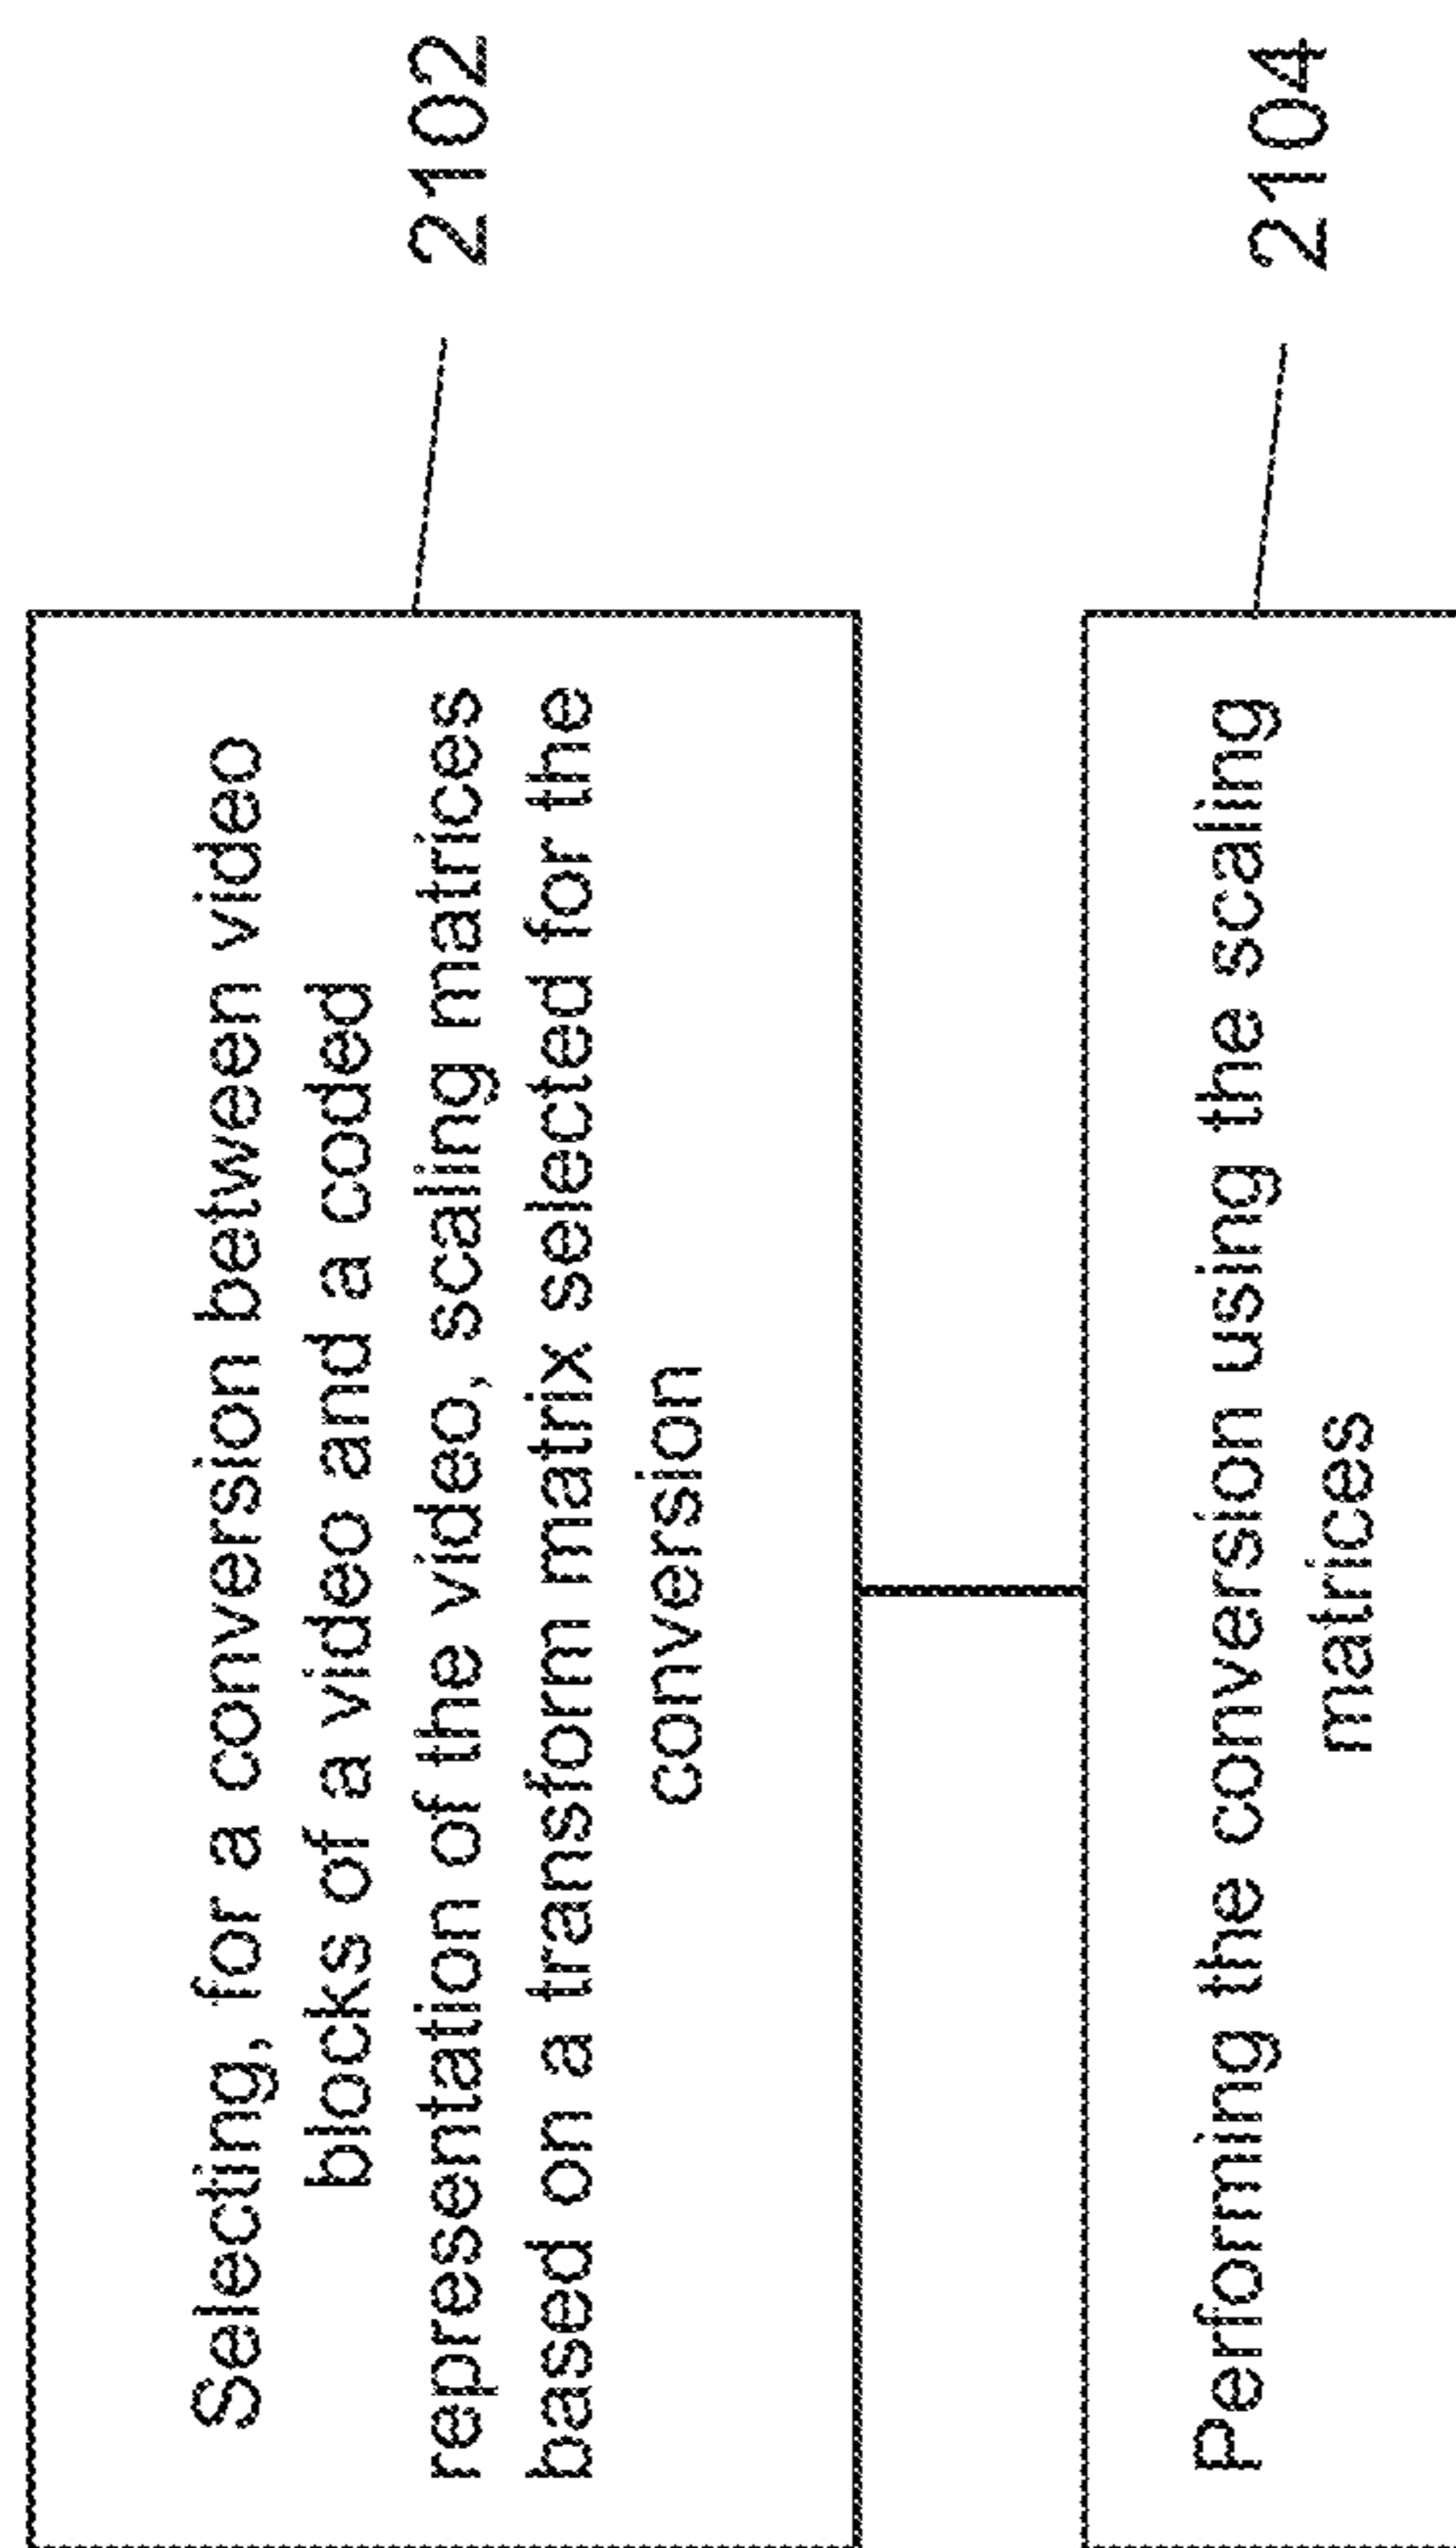 Selecting, for a conversion between video
blocks of a video and a coded
representation of the video, scaling matrices
based on a transform matrix selected for the
conversion
2102
Performing the conversion using the scaling
matrices
2104